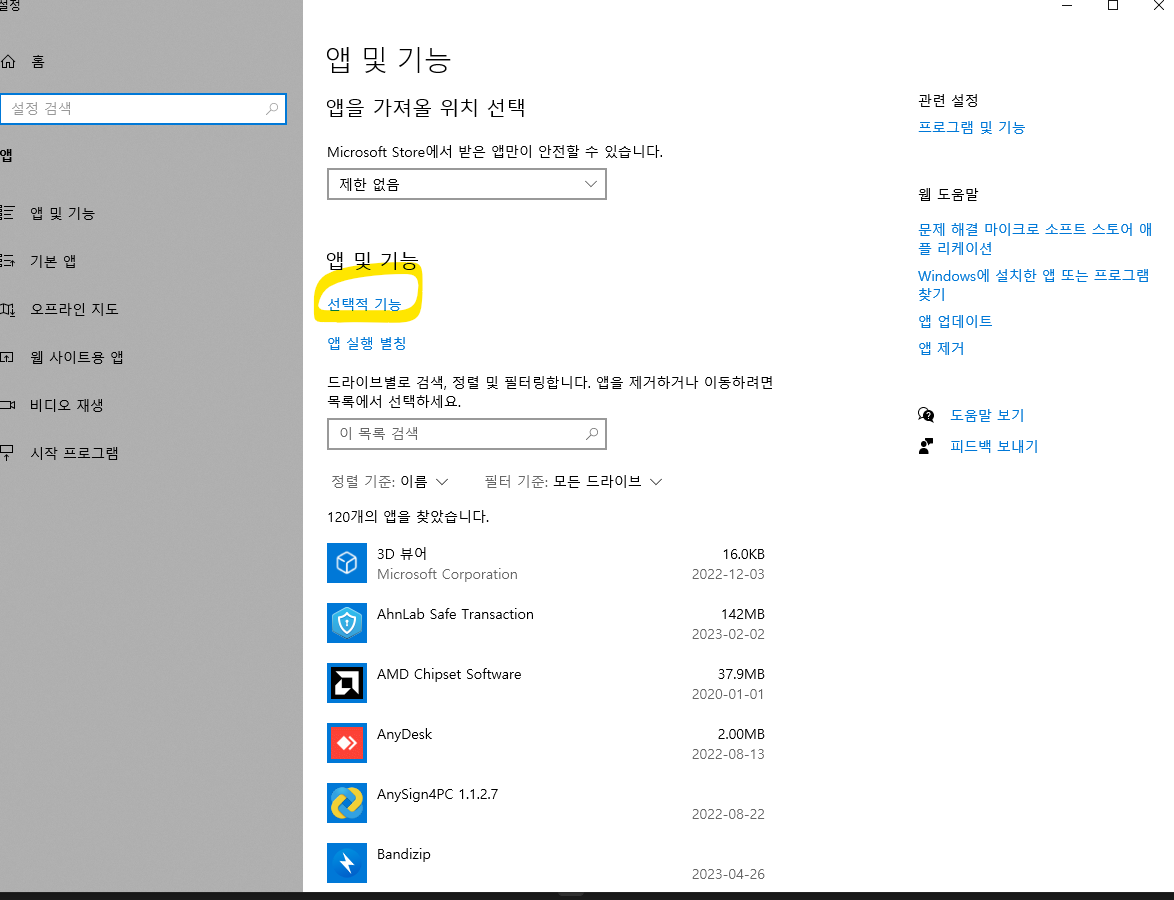 설정
홈
설정 검색
앱
앱 및 기능
기본 앱
오프라인 지도
웹 사이트용 앱
비디오 재생
시작 프로그램
앱 및 기능
앱을 가져올 위치 선택
Microsoft Store에서 받은 앱만이 안전할 수 있습니다.
제한 없음
앱 및 기능
선택적 기능
앱 실행 별칭
드라이브별로 검색, 정렬 및 필터링합니다. 앱을 제거하거나 이동하려면
목록에서 선택하세요.
이 목록 검색
정렬 기준: 이름 필터 기준: 모든 드라이브
120개의 앱을 찾았습니다.
3D 뷰어 16.0KB
Microsoft Corporation 2022-12-03
AhnLab Safe Transaction 142MB
2023-02-02
AMD Chipset Software 37.9MB
2020-01-01
AnyDesk 2.00MB
2022-08-13
AnySign4PC 1.1.2.7
2022-08-22
Bandizip
2023-04-26
관련 설정
프로그램 및 기능
웹 도움말
문제 해결 마이크로 소프트 스토어 애
플 리케이션
Windows에 설치한 앱 또는 프로그램
찾기
앱 업데이트
앱 제거
도움말 보기
피드백 보내기